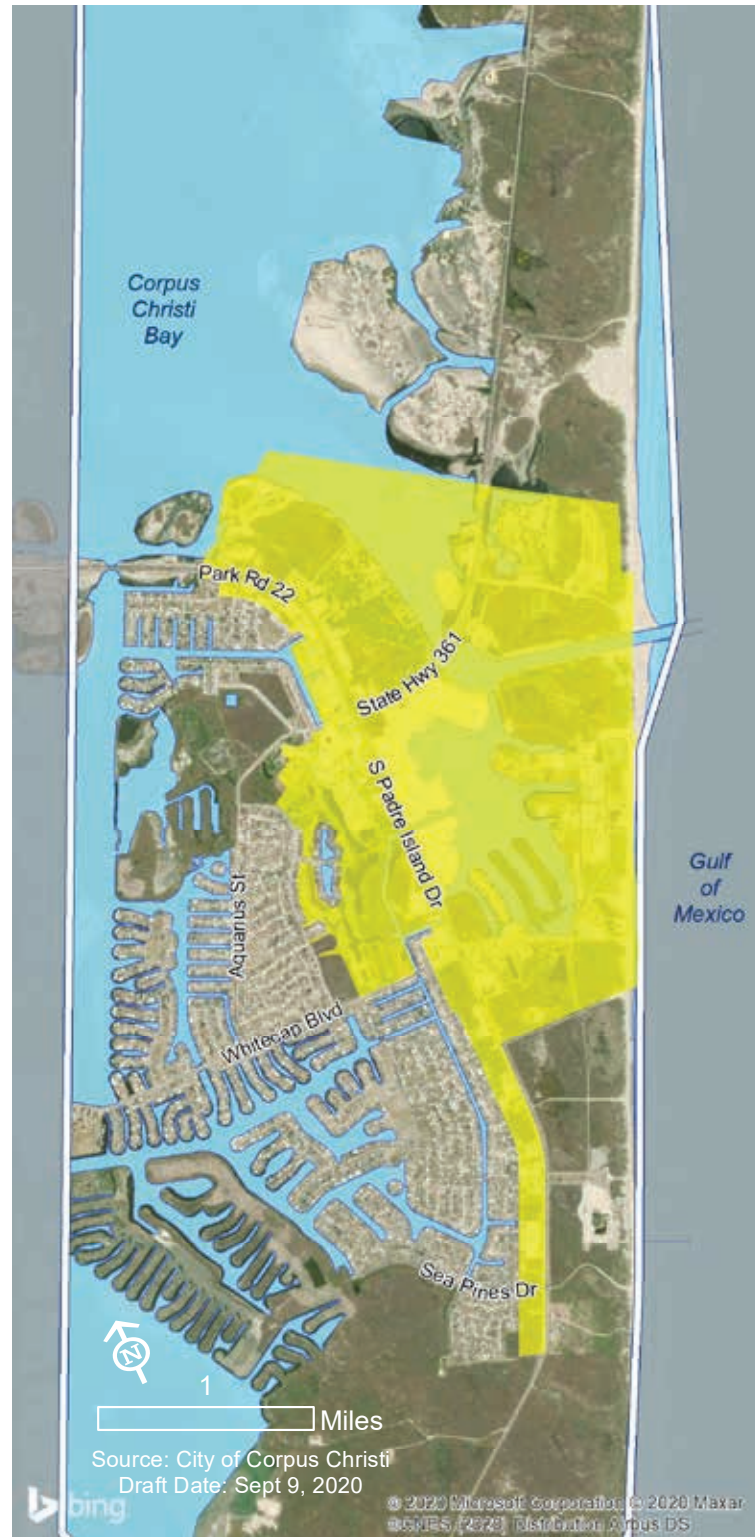 Corpus
Christi
Bay
Park Rd 22
State Hwy 361
S Padre Island Dr
Gulf
of
Mexico
Aquarius St
Whitecap Blvd
Sea Pines Dr
N
1
Miles
Source: City of Corpus Christi
Draft Date: Sept 9, 2020
bing
© 2020 Microsoft Corporation © 2020 Maxar
©CNES (2020) Distribution Airbus DS